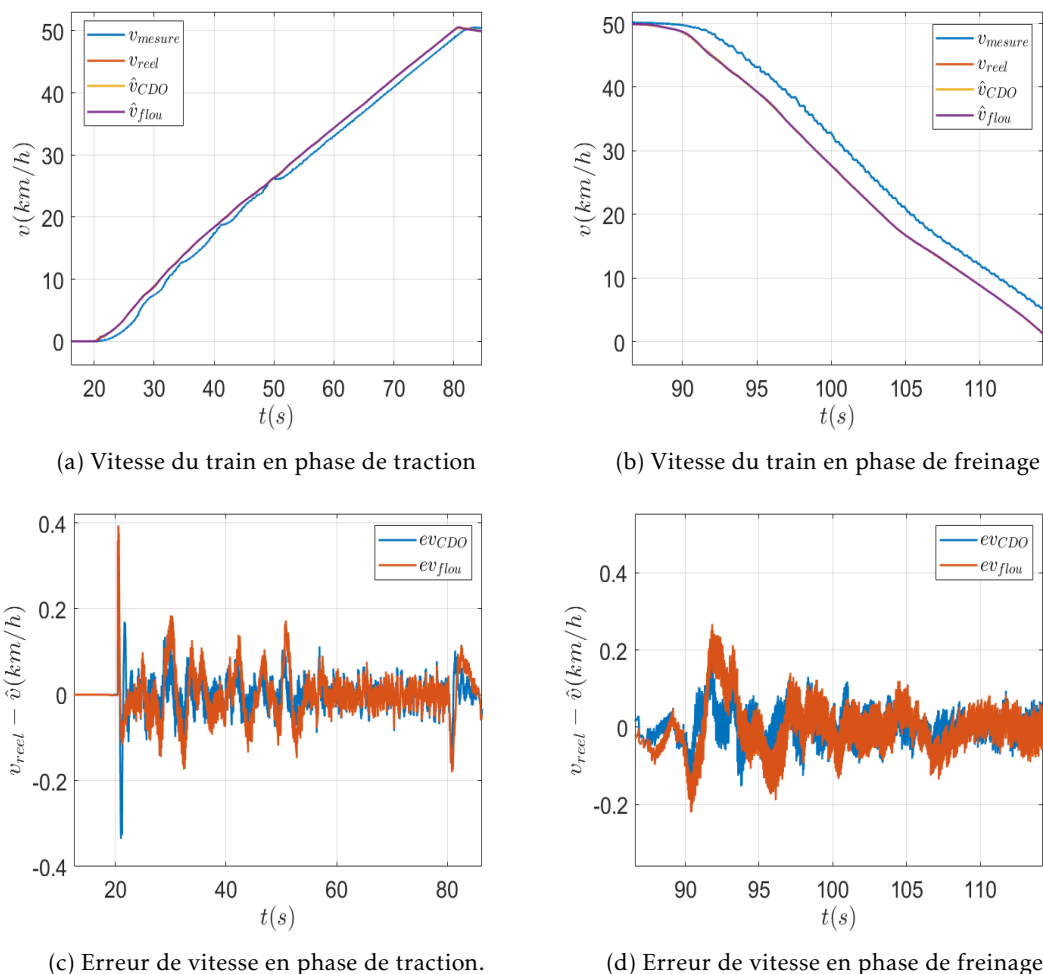 50
40
30
20
10
0
v(km/h)
v_mesure
v_reel
v̂_CDO
v̂_flou
20 30 40 50 60 70 80
t(s)
(a) Vitesse du train en phase de traction
50
40
30
20
10
0
v(km/h)
v_mesure
v_reel
v̂_CDO
v̂_flou
90 95 100 105 110
t(s)
(b) Vitesse du train en phase de freinage
0.4
0.2
0
-0.2
-0.4
v_reel − v̂(km/h)
ev_CDO
ev_flou
20 40 60 80
t(s)
(c) Erreur de vitesse en phase de traction.
0.4
0.2
0
-0.2
v_reel − v̂(km/h)
ev_CDO
ev_flou
90 95 100 105 110
t(s)
(d) Erreur de vitesse en phase de freinage